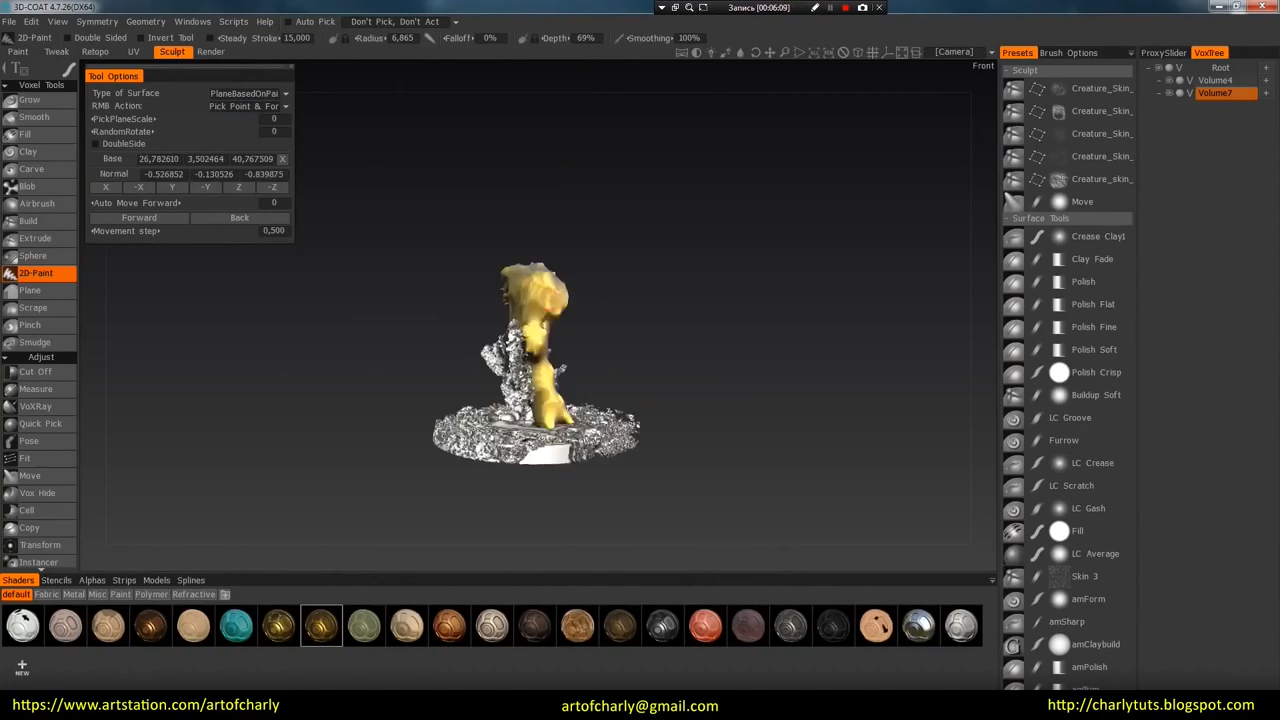 3D-COAT 4.7.26(DX64)
Запись [00:06:09]
File Edit View Symmetry Geometry Windows Scripts Help Auto Pick Don't Pick, Don't Act
2D-Paint Hidden Subd Invert Tool Steady Stroke 15,000 Radius 6,865 Falloff 0% Depth 69% Smoothing 100%
Paint Tweak Retopo UV Sculpt Render
[Camera]
Front
Voxel Tools
Grow
Smooth
Fill
Clay
Carve
Blob
Airbrush
Build
Extrude
Sphere
2D-Paint
Plane
Scrape
Pinch
Smudge
Adjust
Cut Off
Measure
VoXRay
Quick Pick
Pose
Fit
Move
Vox Hide
Cell
Copy
Transform
Instancer
Tool Options
Type of Surface PlaneBasedOnPai
RMB Action: Pick Point & For
PickPlaneScale 0
RandomRotate 0
DoubleSide
Base 26,782610 3,502464 40,767509 X
Normal -0.526852 -0.130526 -0.839875
X -X Y -Y Z -Z
Auto Move Forward 0
Forward Back
Movement step 0,500
Presets Brush Options
Sculpt
Creature_Skin_
Creature_Skin_
Creature_Skin_
Creature_Skin_
Creature_skin_
Move
Surface Tools
Crease Clay1
Clay Fade
Polish
Polish Flat
Polish Fine
Polish Soft
Polish Crisp
Buildup Soft
LC Groove
Furrow
LC Crease
LC Scratch
LC Gash
Fill
LC Average
Skin 3
amForm
amSharp
amClaybuild
amPolish
ProxySlider VoxTree
V Root +
V Volume4 +
V Volume7 +
Shaders Stencils Alphas Strips Models Splines
default Fabric Metal Misc Paint Polymer Refractive
NEW
https://www.artstation.com/artofcharly
artofcharly@gmail.com
http://charlytuts.blogspot.com